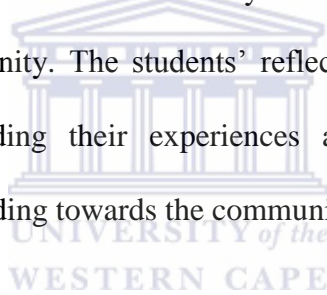 nity. The students' reflec
ding their experiences a
ding towards the communi
UNIVERSITY of the
WESTERN CAPE